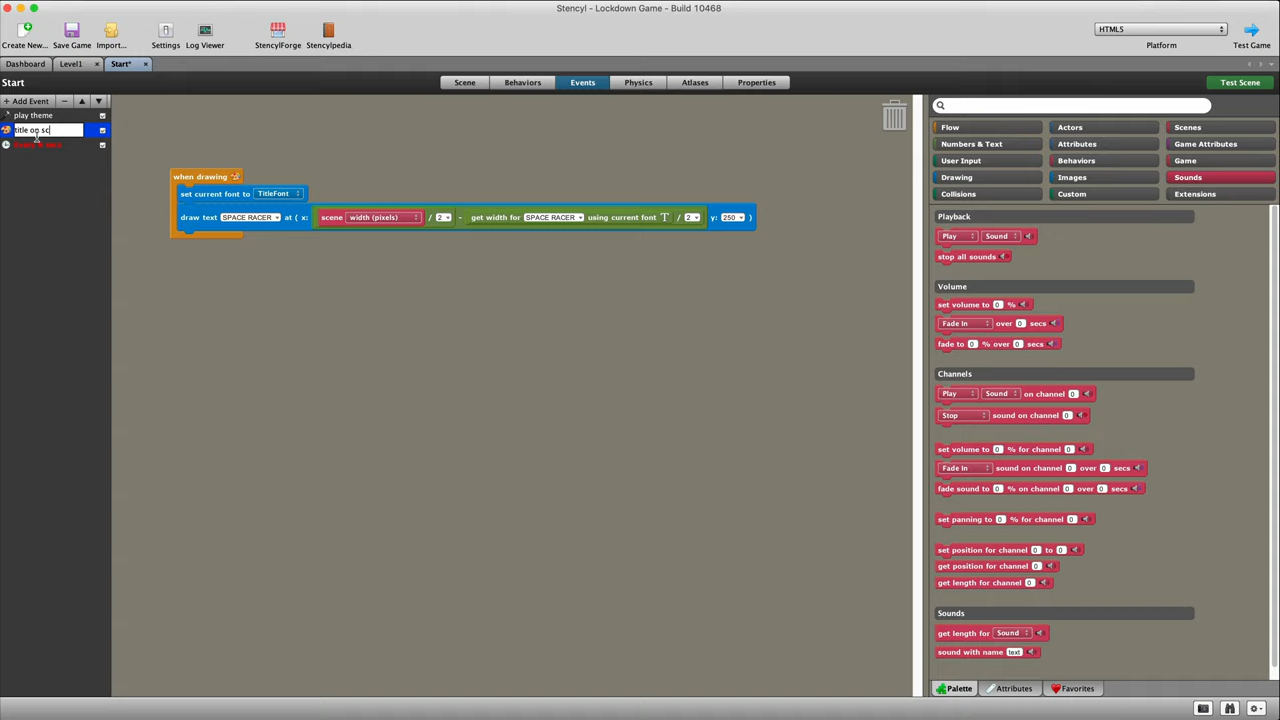 Stencyl - Lockdown Game - Build 10468
Create New... Save Game Import... Settings Log Viewer StencylForge Stencylpedia HTML5 Platform Test Game
Dashboard Level1 × Start* ×
Start Scene Behaviors Events Physics Atlases Properties Test Scene
+ Add Event
play theme
title on sc
when drawing
set current font to TitleFont
draw text SPACE RACER at ( x: scene width (pixels) / 2 - get width for SPACE RACER using current font T / 2 y: 250 )
Flow Actors Scenes
Numbers & Text Attributes Game Attributes
User Input Behaviors Game
Drawing Images Sounds
Collisions Custom Extensions
Playback
Play Sound
stop all sounds
Volume
set volume to 0 %
Fade In over 0 secs
fade to 0 % over 0 secs
Channels
Play Sound on channel 0
Stop sound on channel 0
set volume to 0 % for channel 0
Fade In sound on channel 0 over 0 secs
fade sound to 0 % on channel 0 over 0 secs
set panning to 0 % for channel 0
set position for channel 0 to 0
get position for channel 0
get length for channel 0
Sounds
get length for Sound
sound with name text
Palette Attributes Favorites